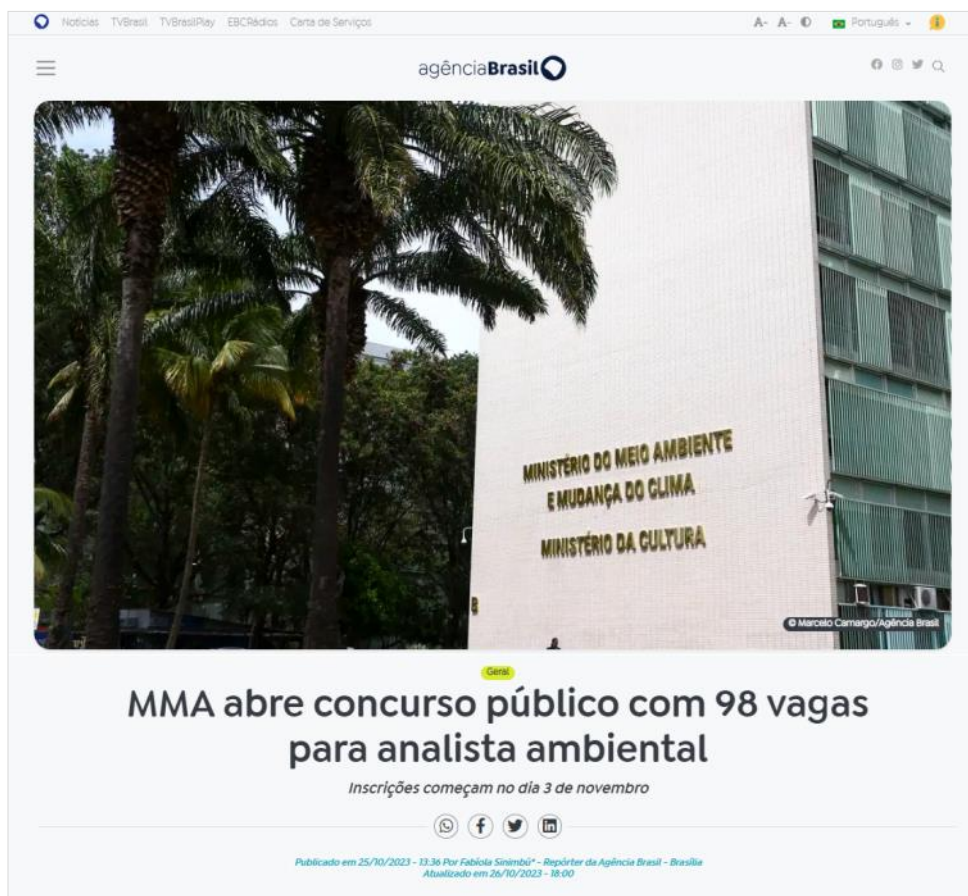 Notícias TVBrasil TVBrasilPlay EBCRádios Carta de Serviços A- A- Português
agênciaBrasil
MINISTÉRIO DO MEIO AMBIENTE
E MUDANÇA DO CLIMA
MINISTÉRIO DA CULTURA
B
© Marcelo Camargo/Agência Brasil
Geral
MMA abre concurso público com 98 vagas
para analista ambiental
Inscrições começam no dia 3 de novembro
Publicado em 25/10/2023 - 13:36 Por Fabíola Sinimbú* - Repórter da Agência Brasil - Brasília
Atualizado em 26/10/2023 - 18:00